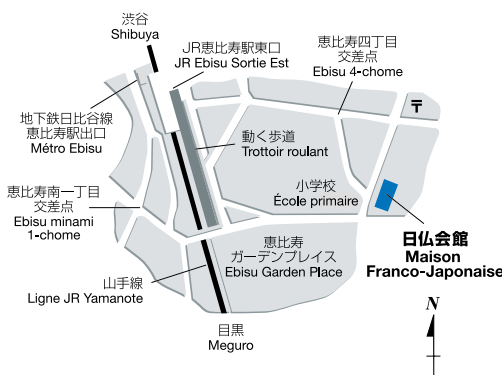 渋谷
Shibuya
JR恵比寿駅東口
JR Ebisu Sortie Est
恵比寿四丁目
交差点
Ebisu 4-chome
〒
地下鉄日比谷線
恵比寿駅出口
Métro Ebisu
動く歩道
Trottoir roulant
小学校
École primaire
恵比寿南一丁目
交差点
Ebisu minami
1-chome
日仏会館
Maison
Franco-Japonaise
恵比寿
ガーデンプレイス
Ebisu Garden Place
山手線
Ligne JR Yamanote
目黒
Meguro
N